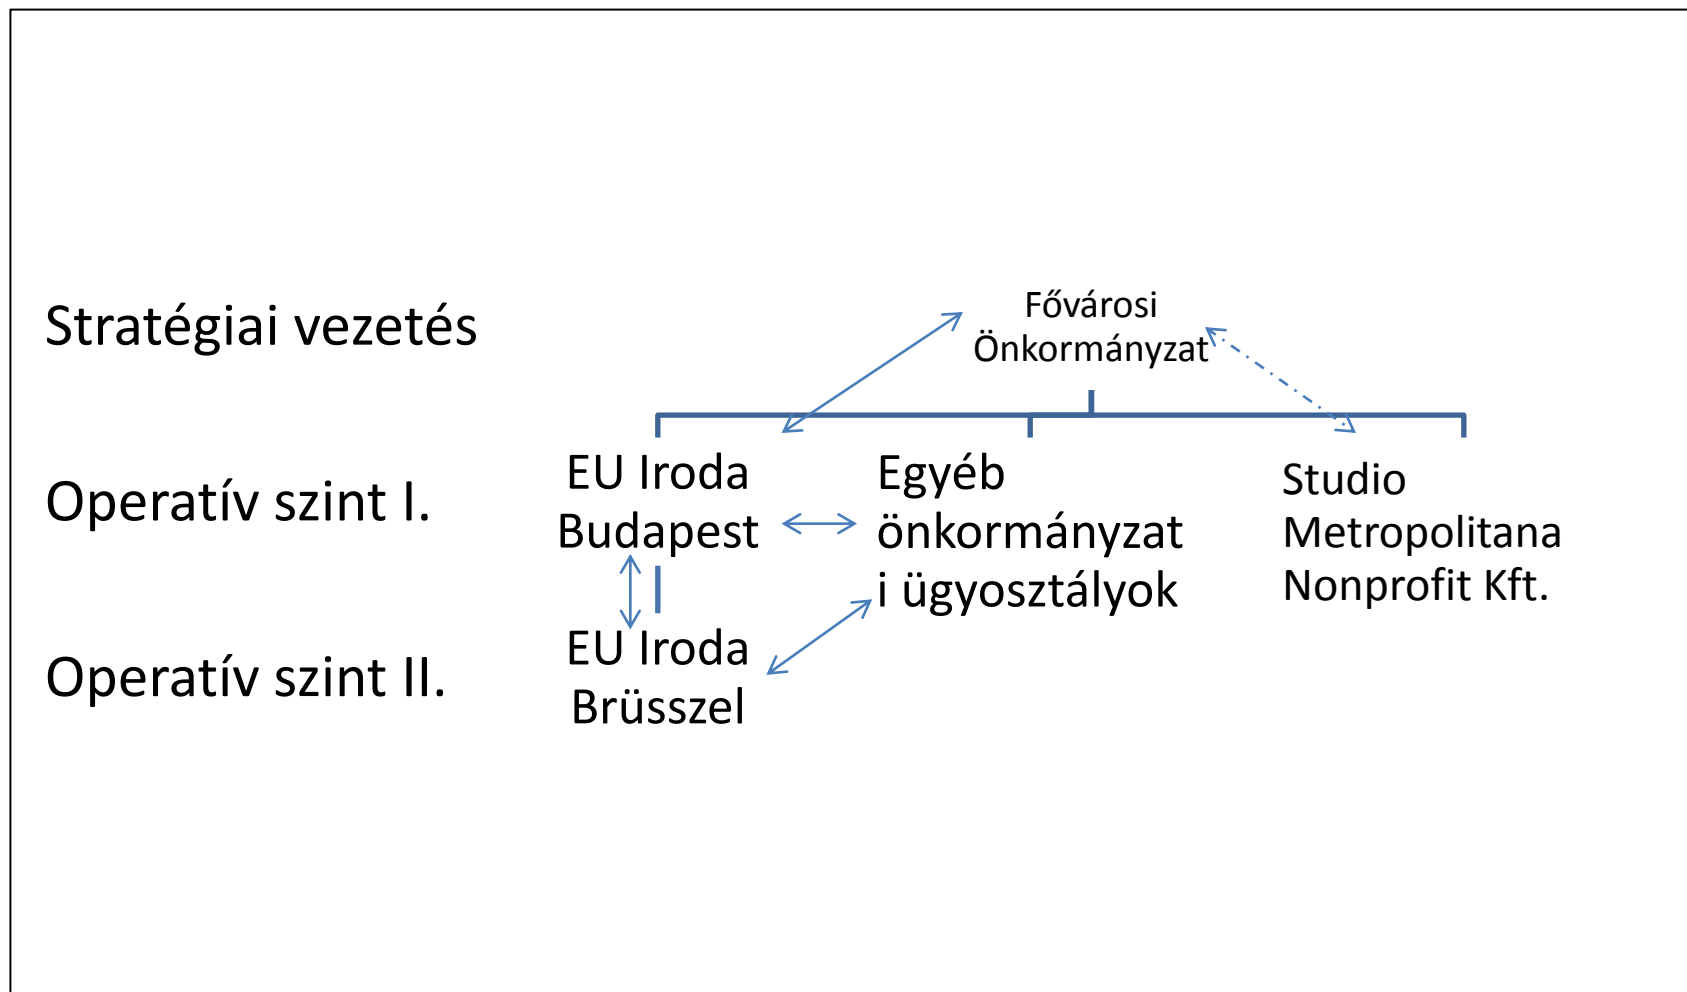 Stratégiai vezetés
Fővárosi
Önkormányzat
Operatív szint I.
EU Iroda
Budapest
Egyéb
önkormányzat
i ügyosztályok
Studio
Metropolitana
Nonprofit Kft.
Operatív szint II.
EU Iroda
Brüsszel